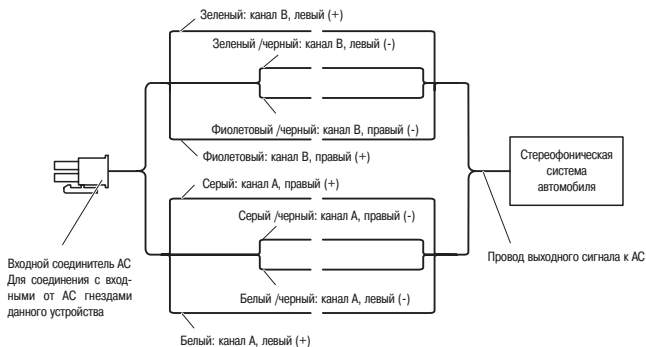 Зеленый: канал В, левый (+)
Зеленый /черный: канал В, левый (-)
Фиолетовый /черный: канал В, правый (-)
Фиолетовый: канал В, правый (+)
Серый: канал А, правый (+)
Серый /черный: канал А, правый (-)
Белый /черный: канал А, левый (-)
Белый: канал А, левый (+)
Входной соединитель АС
Для соединения с вход-
ными от АС гнездами
данного устройства
Стереофоническая
система
автомобиля
Провод выходного сигнала к АС